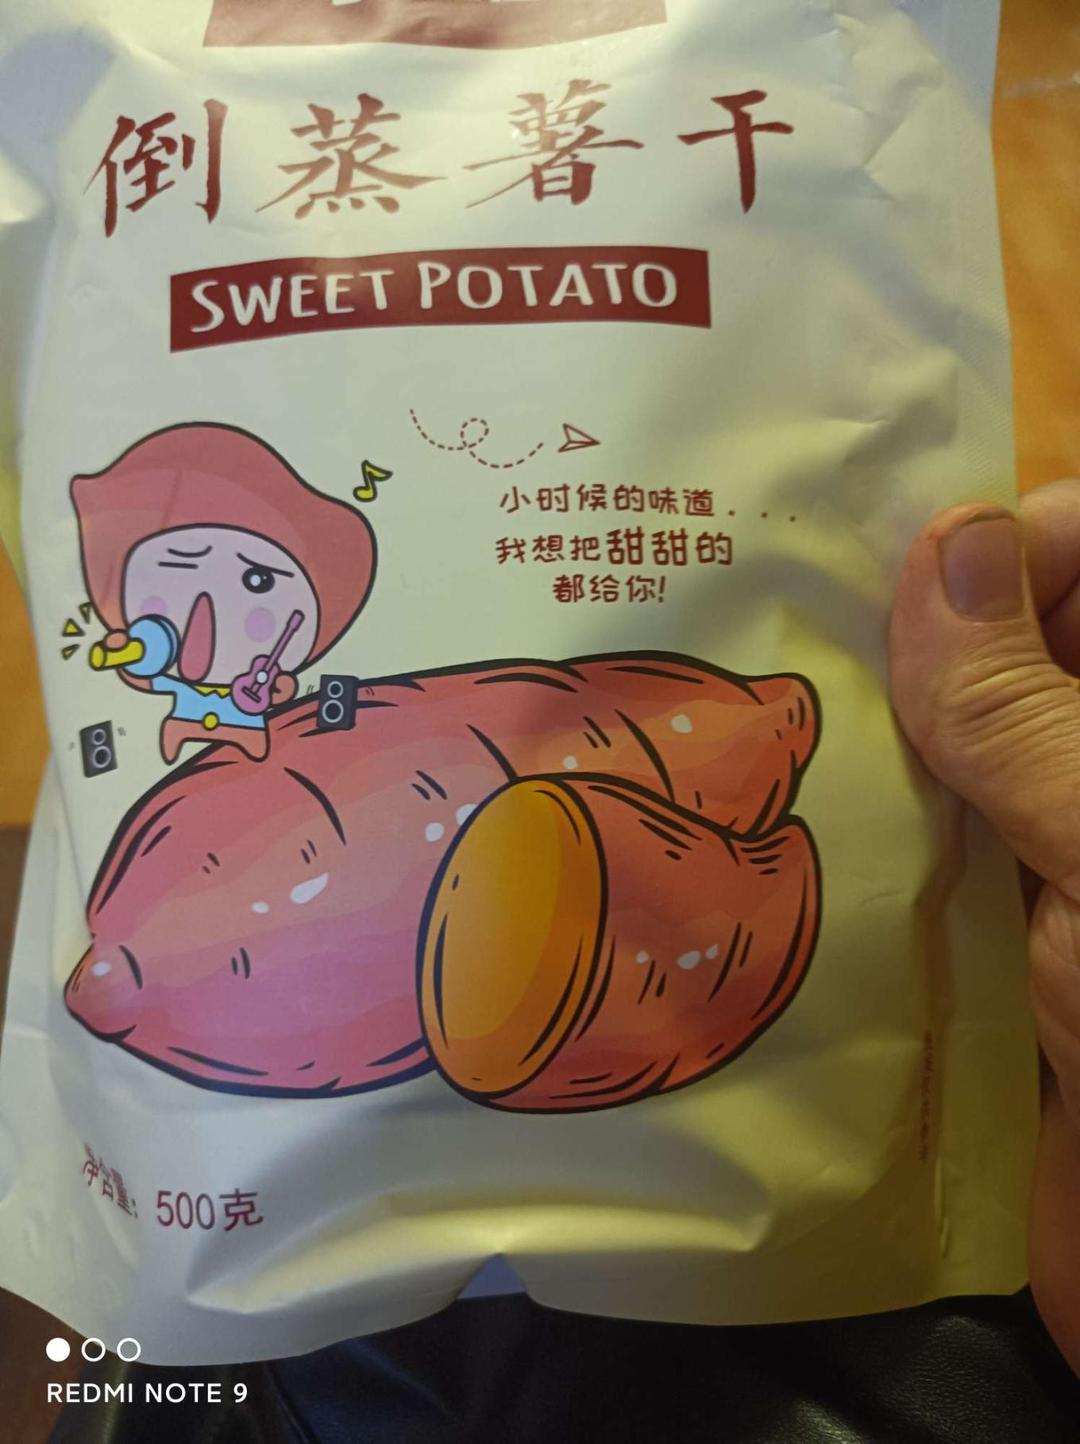 倒蒸薯干
SWEET POTATO
小时候的味道...
我想把甜甜的
都给你!
净含量: 500克
REDMI NOTE 9